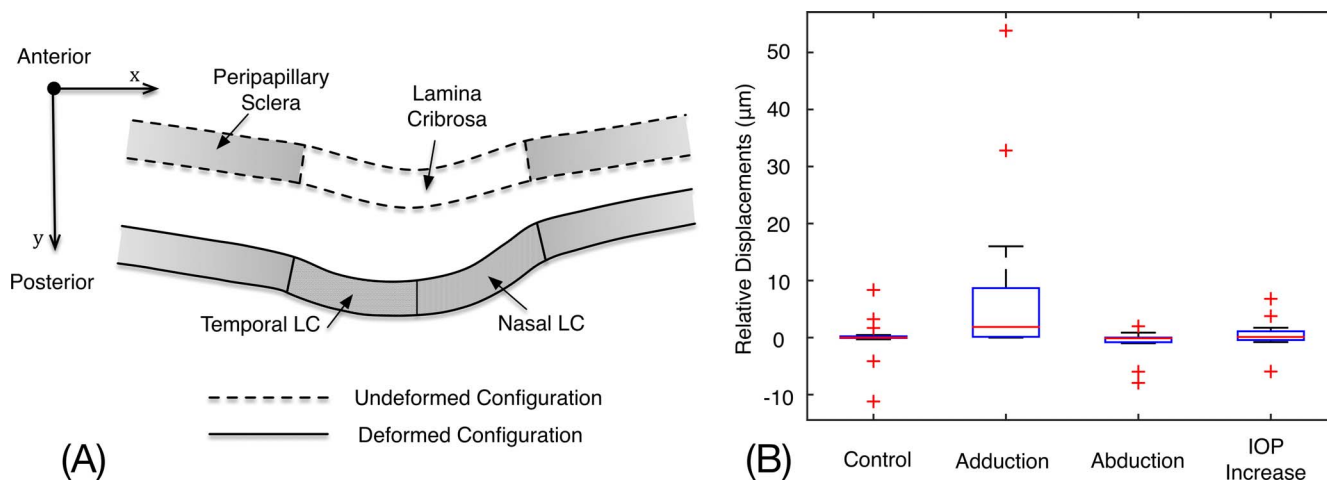 Anterior
x
Peripapillary
Sclera
Lamina
Cribrosa
y
Posterior
Temporal LC
Nasal LC
Undeformed Configuration
Deformed Configuration
(A)
Relative Displacements (μm)
50
40
30
20
10
0
-10
Control
Adduction
Abduction
IOP
Increase
(B)